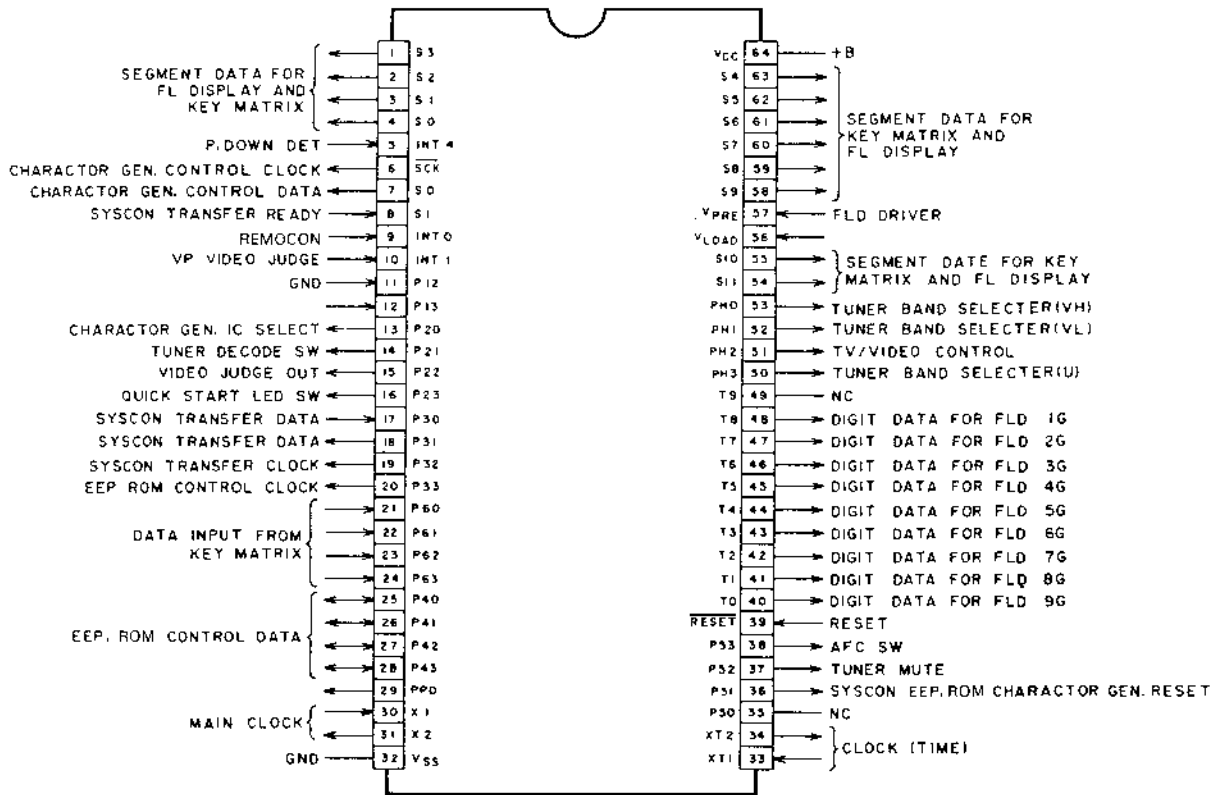 SEGMENT DATA FOR
FL DISPLAY AND
KEY MATRIX
1 S3
2 S2
3 S1
4 S0
P.DOWN DET 5 INT 4
CHARACTOR GEN. CONTROL CLOCK 6 SCK
CHARACTOR GEN. CONTROL DATA 7 SO
SYSCON TRANSFER READY 8 SI
REMOCON 9 INT 0
VP VIDEO JUDGE 10 INT 1
GND 11 P12
12 P13
CHARACTOR GEN. IC SELECT 13 P20
TUNER DECODE SW 14 P21
VIDEO JUDGE OUT 15 P22
QUICK START LED SW 16 P23
SYSCON TRANSFER DATA 17 P30
SYSCON TRANSFER DATA 18 P31
SYSCON TRANSFER CLOCK 19 P32
EEP ROM CONTROL CLOCK 20 P33
DATA INPUT FROM
KEY MATRIX
21 P60
22 P61
23 P62
24 P63
EEP, ROM CONTROL DATA
25 P40
26 P41
27 P42
28 P43
29 PPO
MAIN CLOCK
30 X1
31 X2
GND 32 VSS
VCC 64 +B
S4 63
S5 62
S6 61
S7 60
S8 59
S9 58
SEGMENT DATA FOR
KEY MATRIX AND
FL DISPLAY
VPRE 57 FLD DRIVER
VLOAD 56
S10 55
S11 54
SEGMENT DATE FOR KEY
MATRIX AND FL DISPLAY
PH0 53 TUNER BAND SELECTER(VH)
PH1 52 TUNER BAND SELECTER(VL)
PH2 51 TV/VIDEO CONTROL
PH3 50 TUNER BAND SELECTER(U)
T9 49 NC
T8 48 DIGIT DATA FOR FLD 1G
T7 47 DIGIT DATA FOR FLD 2G
T6 46 DIGIT DATA FOR FLD 3G
T5 45 DIGIT DATA FOR FLD 4G
T4 44 DIGIT DATA FOR FLD 5G
T3 43 DIGIT DATA FOR FLD 6G
T2 42 DIGIT DATA FOR FLD 7G
T1 41 DIGIT DATA FOR FLD 8G
T0 40 DIGIT DATA FOR FLD 9G
RESET 39 RESET
P53 38 AFC SW
P52 37 TUNER MUTE
P51 36 SYSCON EEP, ROM CHARACTOR GEN. RESET
P50 35 NC
XT2 34
XT1 33
CLOCK (TIME)